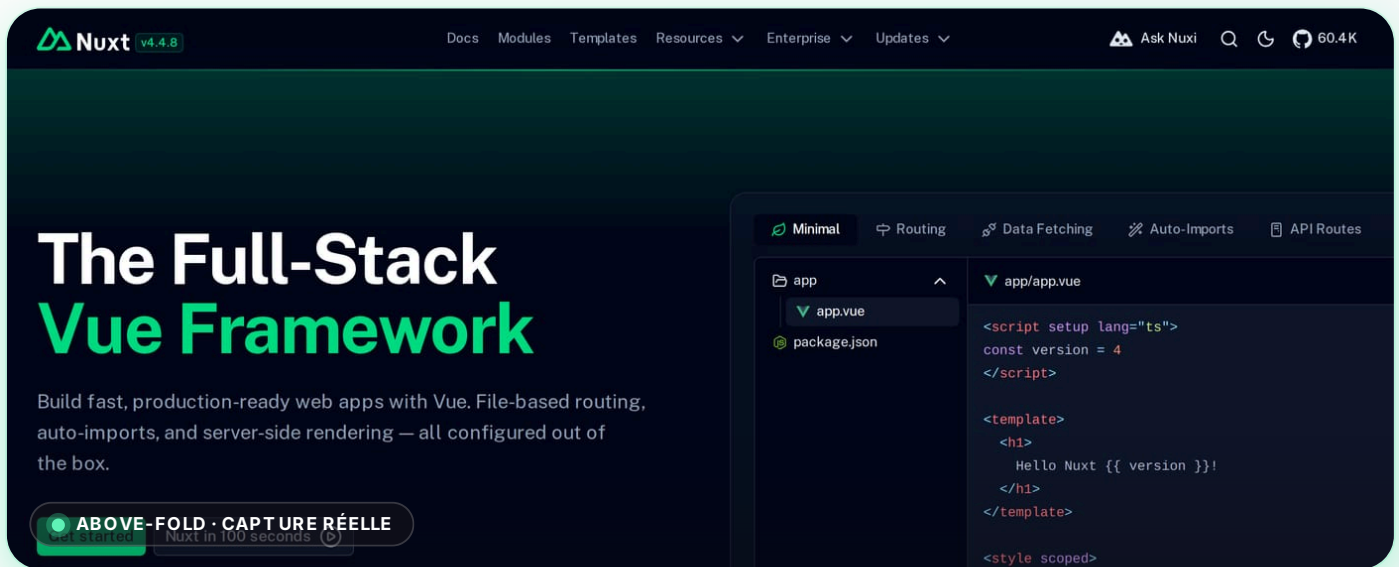 Nuxt v4.4.8
Docs Modules Templates Resources Enterprise Updates
Ask Nuxi
60.4K
The Full-Stack
Vue Framework
Build fast, production-ready web apps with Vue. File-based routing,
auto-imports, and server-side rendering — all configured out of
the box.
ABOVE-FOLD · CAPTURE RÉELLE
Get started
Nuxt in 100 seconds
Minimal Routing Data Fetching Auto-Imports API Routes
app
app.vue
package.json
app/app.vue
<script setup lang="ts">
const version = 4
</script>
<template>
<h1>
Hello Nuxt {{ version }}!
</h1>
</template>
<style scoped>